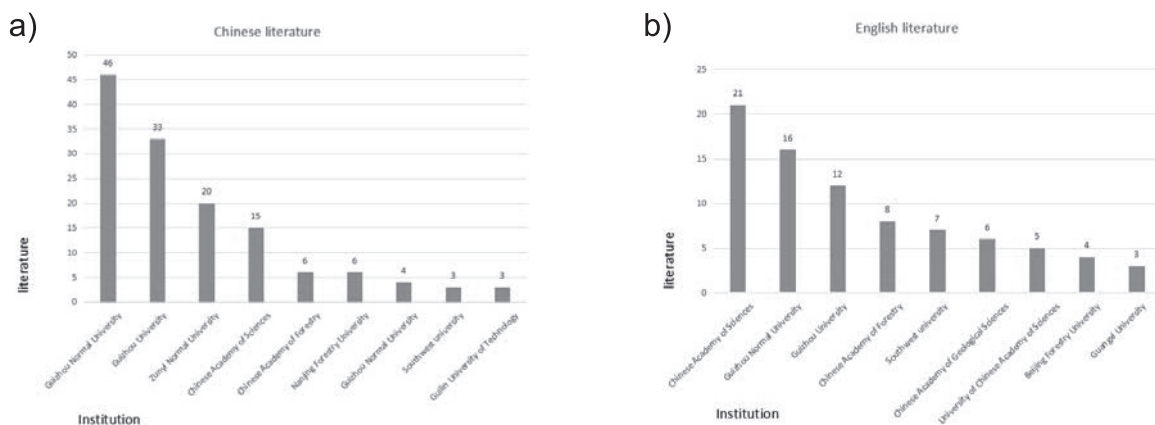 a)
Chinese literature
50
45
40
35
30
25
20
15
10
5
0
46
33
20
15
6
6
4
3
3
literature
Guizhou Normal University
Guizhou University
Zunyi Normal University
Chinese Academy of Sciences
Chinese Academy of Forestry
Nanjing Forestry University
Guizhou Normal University
Southwest university
Guilin University of Technology
Institution
b)
English literature
25
20
15
10
5
0
21
16
12
8
7
6
5
4
3
literature
Chinese Academy of Sciences
Guizhou Normal University
Guizhou University
Chinese Academy of Forestry
Southwest university
Chinese Academy of Geological Sciences
University of Chinese Academy of Sciences
Beijing Forestry University
Guangxi University
Institution